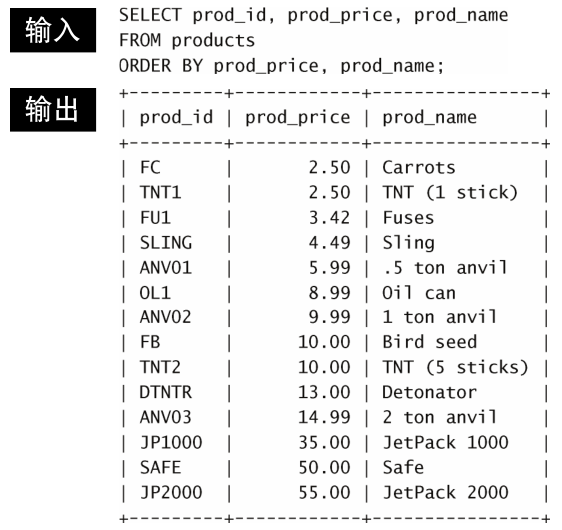 输入
SELECT prod_id, prod_price, prod_name
FROM products
ORDER BY prod_price, prod_name;
输出
+---------+------------+----------------+
| prod_id | prod_price | prod_name      |
+---------+------------+----------------+
| FC      |       2.50 | Carrots        |
| TNT1    |       2.50 | TNT (1 stick)  |
| FU1     |       3.42 | Fuses          |
| SLING   |       4.49 | Sling          |
| ANV01   |       5.99 | .5 ton anvil   |
| OL1     |       8.99 | Oil can        |
| ANV02   |       9.99 | 1 ton anvil    |
| FB      |      10.00 | Bird seed      |
| TNT2    |      10.00 | TNT (5 sticks) |
| DTNTR   |      13.00 | Detonator      |
| ANV03   |      14.99 | 2 ton anvil    |
| JP1000  |      35.00 | JetPack 1000   |
| SAFE    |      50.00 | Safe           |
| JP2000  |      55.00 | JetPack 2000   |
+---------+------------+----------------+